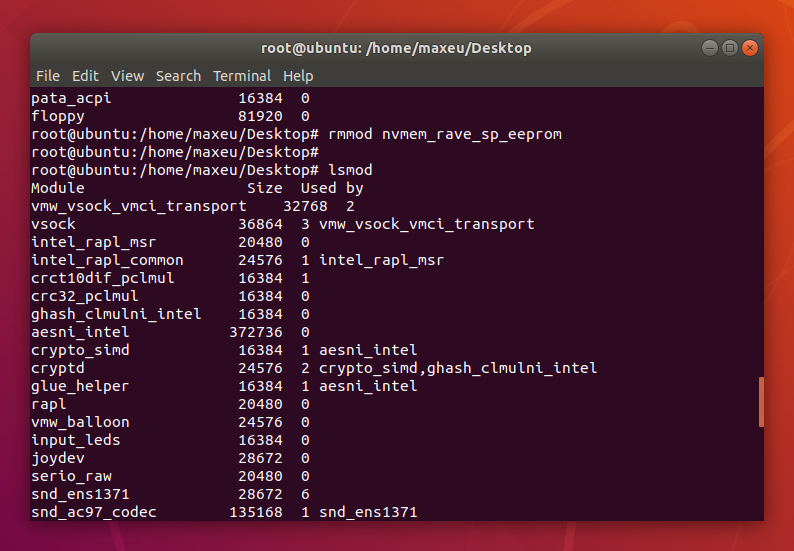 root@ubuntu: /home/maxeu/Desktop
File Edit View Search Terminal Help
pata_acpi 16384 0
floppy 81920 0
root@ubuntu:/home/maxeu/Desktop# rmmod nvmem_rave_sp_eeprom
root@ubuntu:/home/maxeu/Desktop#
root@ubuntu:/home/maxeu/Desktop# lsmod
Module Size Used by
vmw_vsock_vmci_transport 32768 2
vsock 36864 3 vmw_vsock_vmci_transport
intel_rapl_msr 20480 0
intel_rapl_common 24576 1 intel_rapl_msr
crct10dif_pclmul 16384 1
crc32_pclmul 16384 0
ghash_clmulni_intel 16384 0
aesni_intel 372736 0
crypto_simd 16384 1 aesni_intel
cryptd 24576 2 crypto_simd,ghash_clmulni_intel
glue_helper 16384 1 aesni_intel
rapl 20480 0
vmw_balloon 24576 0
input_leds 16384 0
joydev 28672 0
serio_raw 20480 0
snd_ens1371 28672 6
snd_ac97_codec 135168 1 snd_ens1371